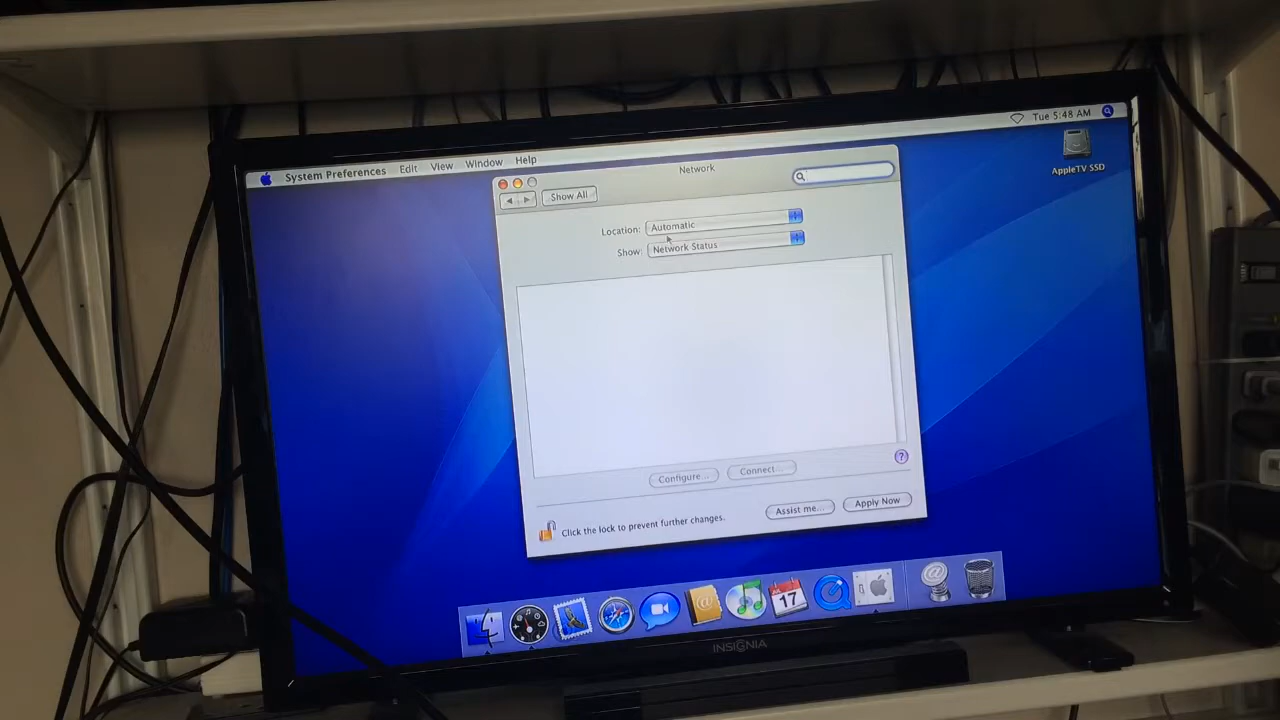 System Preferences Edit View Window Help
Tue 5:48 AM
AppleTV SSD
Network
Show All
Location: Automatic
Show: Network Status
Configure...
Connect...
?
Click the lock to prevent further changes.
Assist me...
Apply Now
17
INSIGNIA